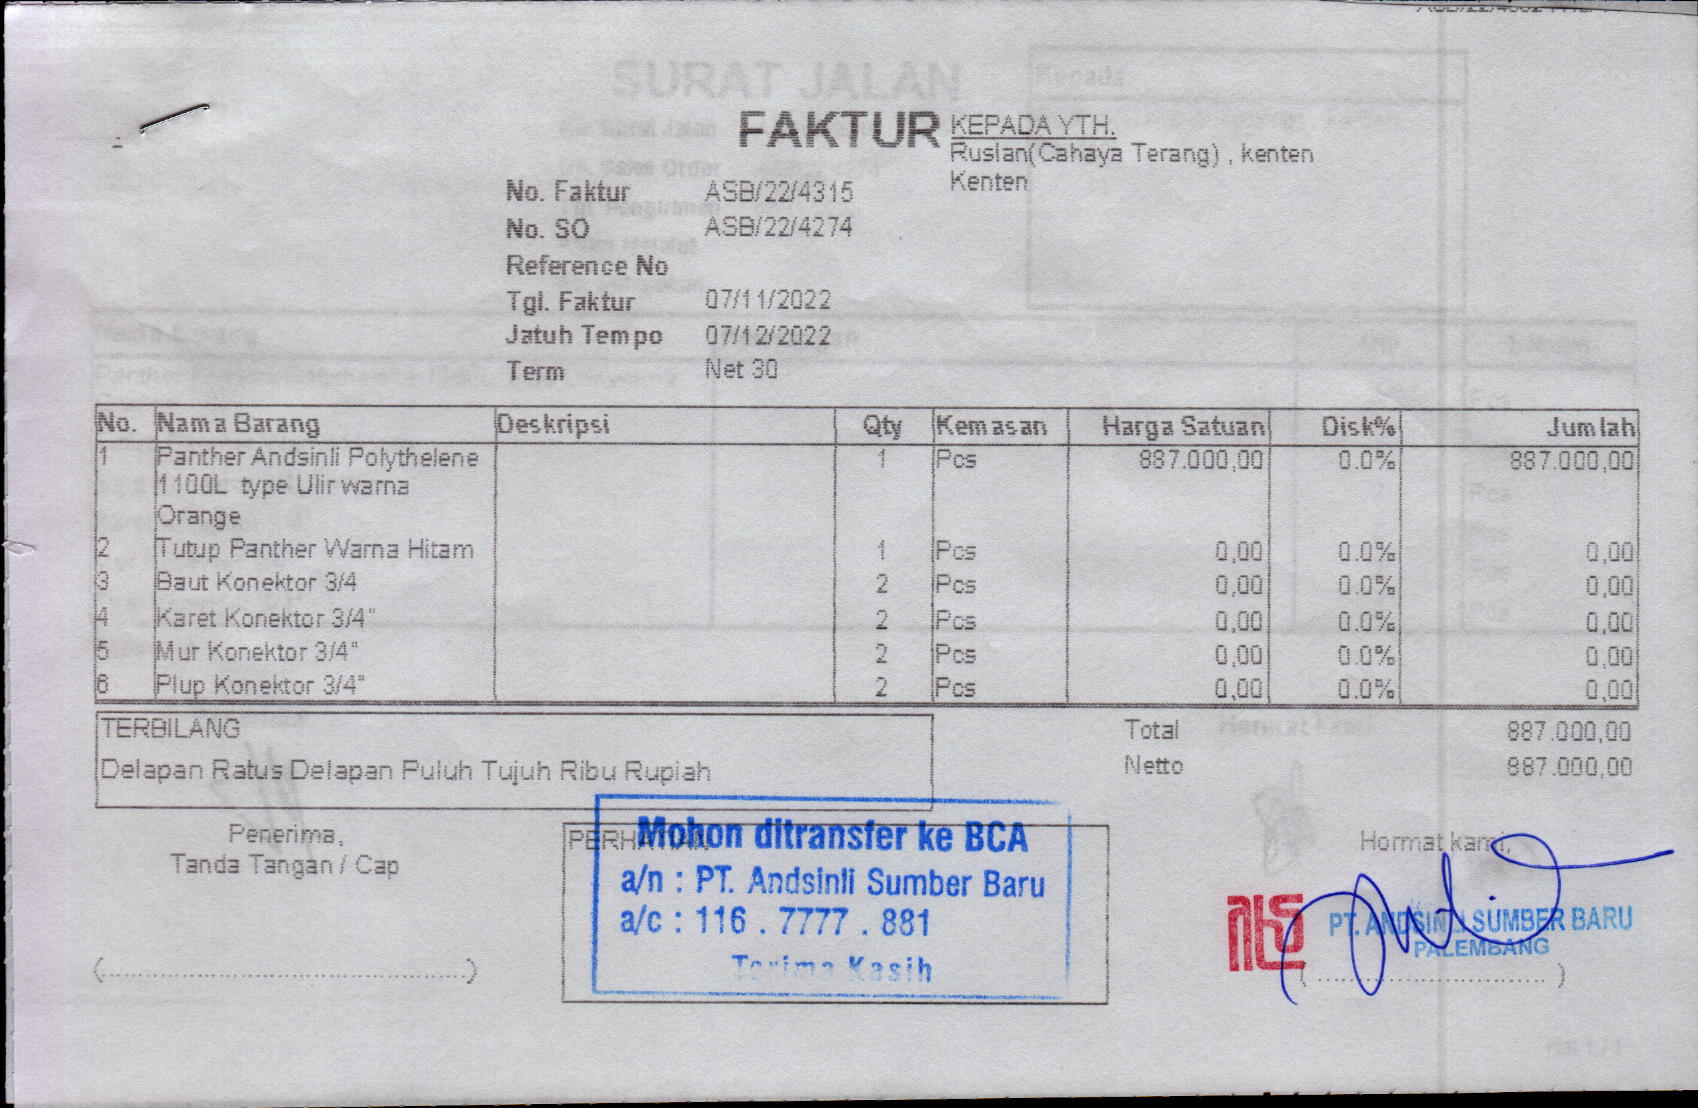 SURAT JALAN
Kepada
FAKTUR
KEPADA YTH.
Ruslan(Cahaya Terang) , kenten
Kenten
No. Faktur ASB/22/4315
No. SO ASB/22/4274
Reference No
Tgl. Faktur 07/11/2022
Jatuh Tempo 07/12/2022
Term Net 30
No. Nama Barang Deskripsi Qty Kemasan Harga Satuan Disk% Jumlah
1 Panther Andsinli Polythelene 1 Pcs 887.000,00 0.0% 887.000,00
1100L type Ulir warna
Orange
2 Tutup Panther Warna Hitam 1 Pcs 0,00 0.0% 0,00
3 Baut Konektor 3/4 2 Pcs 0,00 0.0% 0,00
4 Karet Konektor 3/4" 2 Pcs 0,00 0.0% 0,00
5 Mur Konektor 3/4" 2 Pcs 0,00 0.0% 0,00
6 Plup Konektor 3/4" 2 Pcs 0,00 0.0% 0,00
TERBILANG
Delapan Ratus Delapan Puluh Tujuh Ribu Rupiah
Total 887.000,00
Netto 887.000,00
Penerima,
Tanda Tangan / Cap
PERHATIAN
Mohon ditransfer ke BCA
a/n : PT. Andsinli Sumber Baru
a/c : 116 . 7777 . 881
Terima Kasih
Hormat kami,
PT. ANDSINLI SUMBER BARU
PALEMBANG